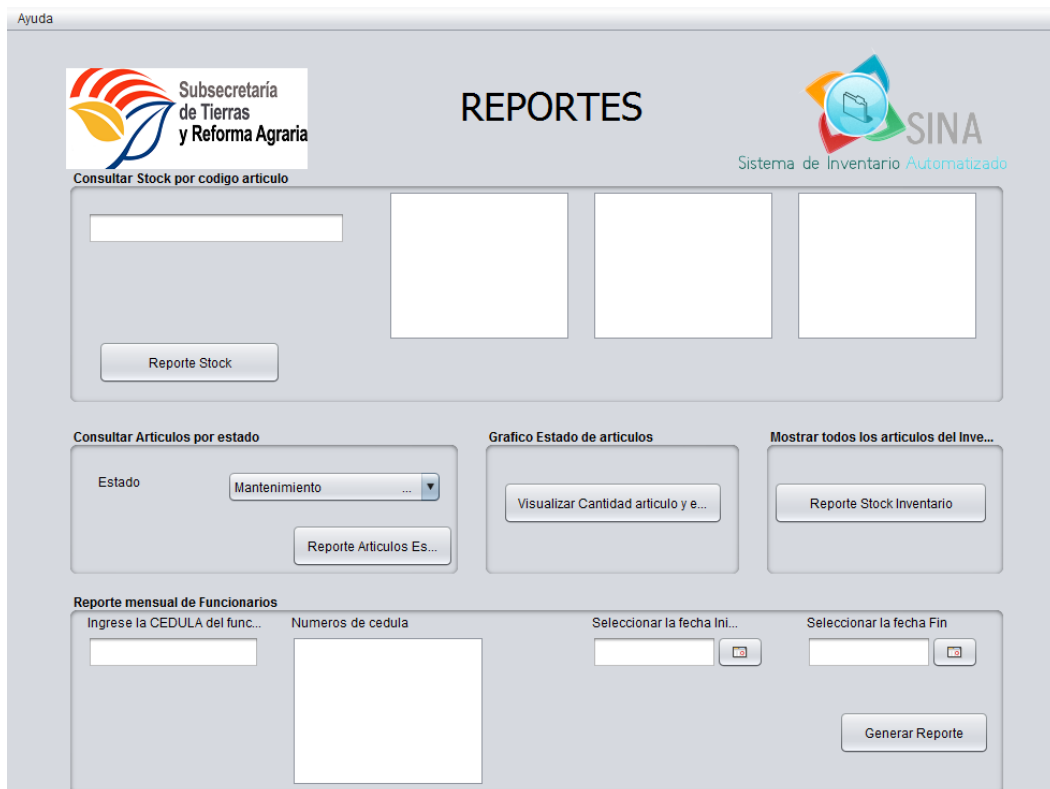 Ayuda
Subsecretaría
de Tierras
y Reforma Agraria
REPORTES
SINA
Sistema de Inventario Automatizado
Consultar Stock por codigo articulo
Reporte Stock
Consultar Articulos por estado
Estado
Mantenimiento ...
Reporte Articulos Es...
Grafico Estado de articulos
Visualizar Cantidad articulo y e...
Mostrar todos los articulos del Inve...
Reporte Stock Inventario
Reporte mensual de Funcionarios
Ingrese la CEDULA del func...
Numeros de cedula
Seleccionar la fecha Ini...
Seleccionar la fecha Fin
Generar Reporte